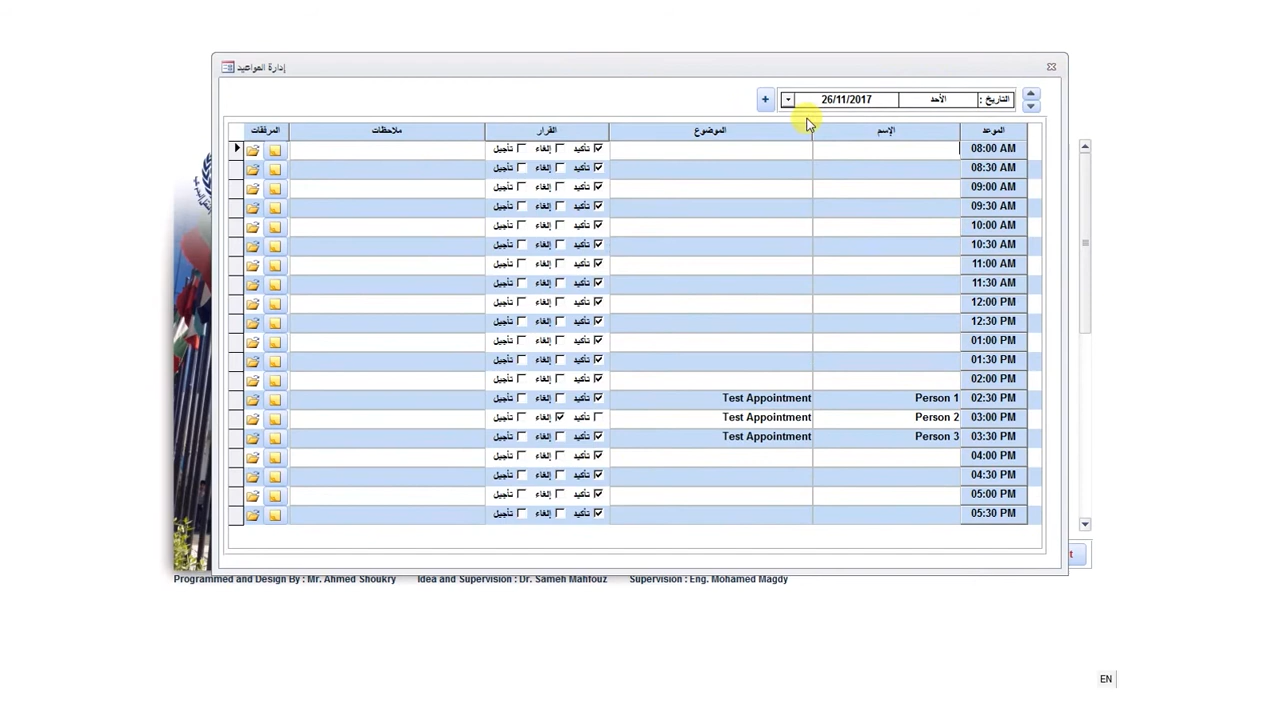 إدارة المواعيد
التاريخ : الأحد 26/11/2017 +
الموعد الإسم الموضوع القرار ملاحظات المرفقات
08:00 AM تأكيد إلغاء تأجيل
08:30 AM تأكيد إلغاء تأجيل
09:00 AM تأكيد إلغاء تأجيل
09:30 AM تأكيد إلغاء تأجيل
10:00 AM تأكيد إلغاء تأجيل
10:30 AM تأكيد إلغاء تأجيل
11:00 AM تأكيد إلغاء تأجيل
11:30 AM تأكيد إلغاء تأجيل
12:00 PM تأكيد إلغاء تأجيل
12:30 PM تأكيد إلغاء تأجيل
01:00 PM تأكيد إلغاء تأجيل
01:30 PM تأكيد إلغاء تأجيل
02:00 PM تأكيد إلغاء تأجيل
02:30 PM Person 1 Test Appointment تأكيد إلغاء تأجيل
03:00 PM Person 2 Test Appointment تأكيد إلغاء تأجيل
03:30 PM Person 3 Test Appointment تأكيد إلغاء تأجيل
04:00 PM تأكيد إلغاء تأجيل
04:30 PM تأكيد إلغاء تأجيل
05:00 PM تأكيد إلغاء تأجيل
05:30 PM تأكيد إلغاء تأجيل
Programmed and Design By : Mr. Ahmed Shoukry Idea and Supervision : Dr. Sameh Mahfouz Supervision : Eng. Mohamed Magdy
EN